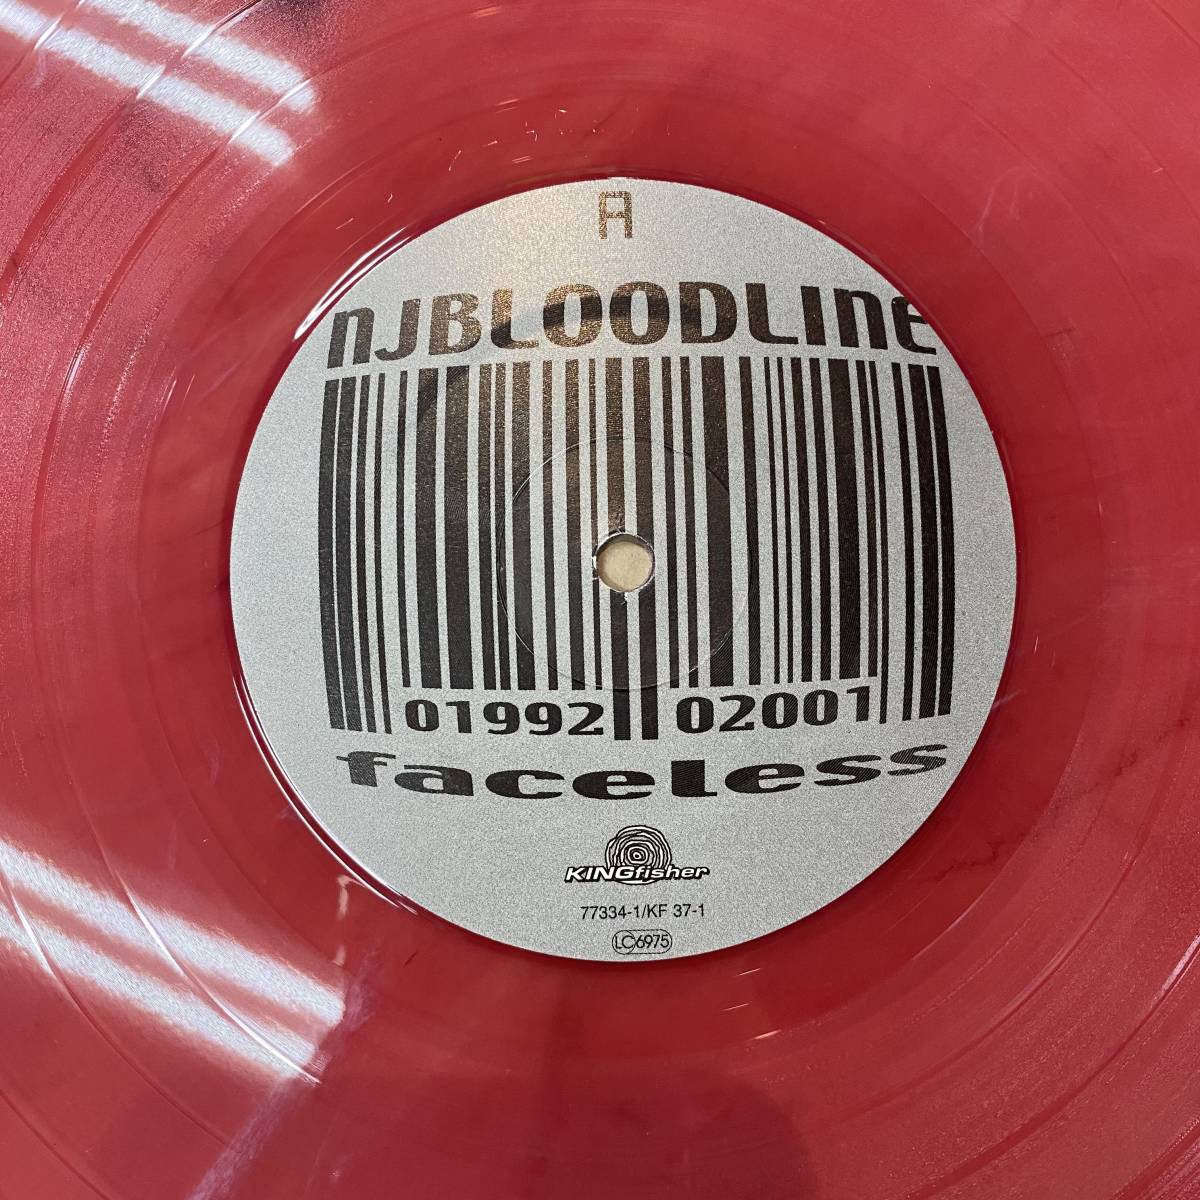 A
nJBLOODLINE
01992 02001
faceless
KINGfisher
77334-1/KF 37-1
LC6975